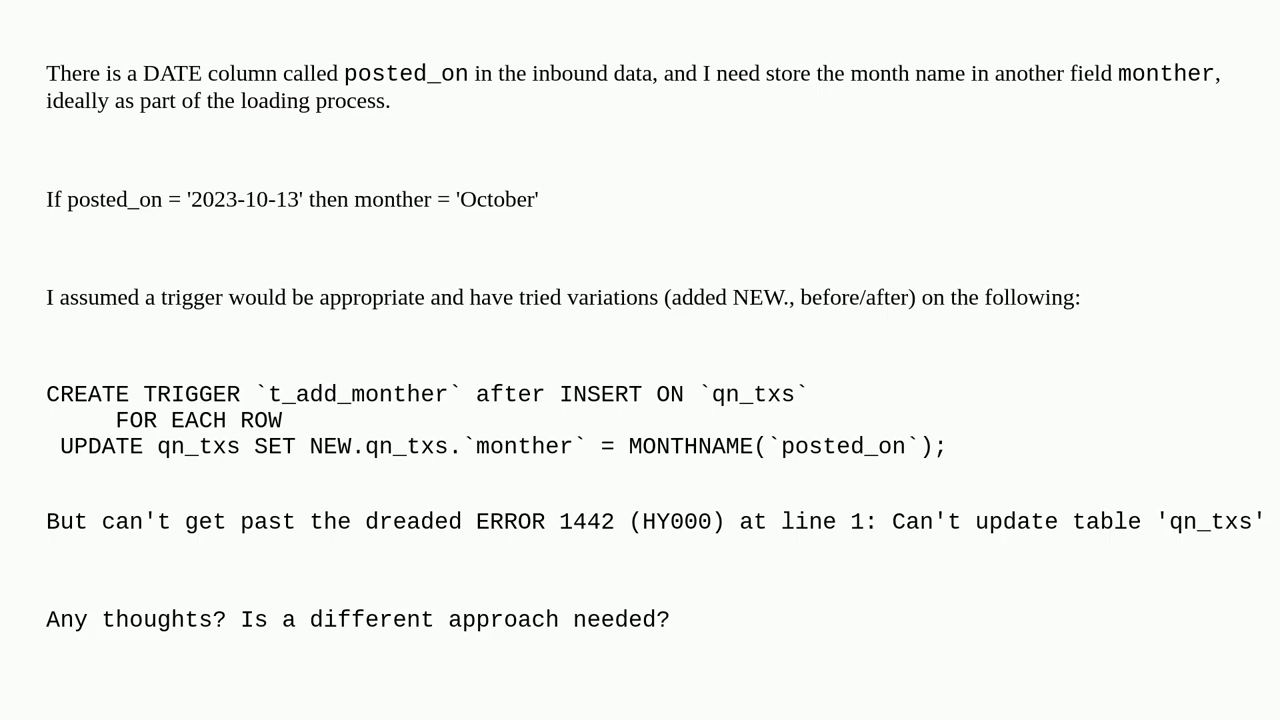 There is a DATE column called posted_on in the inbound data, and I need store the month name in another field monther,
ideally as part of the loading process.
If posted_on = '2023-10-13' then monther = 'October'
I assumed a trigger would be appropriate and have tried variations (added NEW., before/after) on the following:
CREATE TRIGGER `t_add_monther` after INSERT ON `qn_txs`
FOR EACH ROW
UPDATE qn_txs SET NEW.qn_txs.`monther` = MONTHNAME(`posted_on`);
But can't get past the dreaded ERROR 1442 (HY000) at line 1: Can't update table 'qn_txs'
Any thoughts? Is a different approach needed?